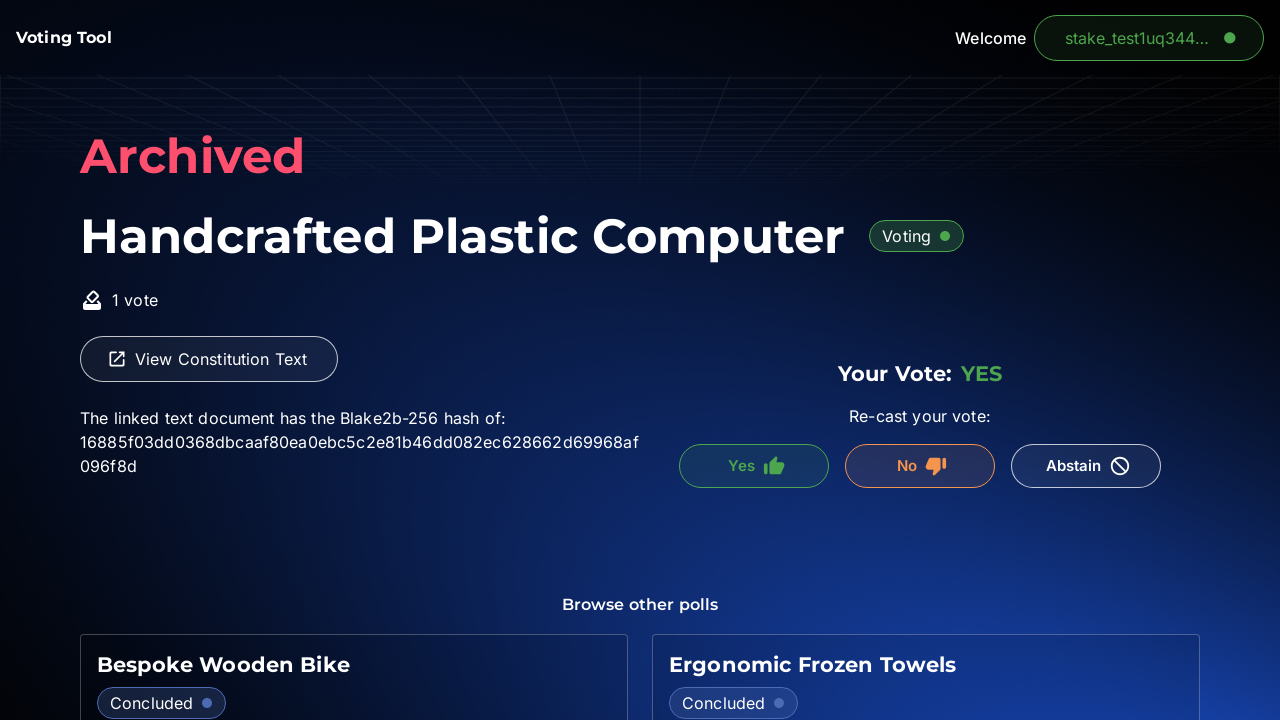 Voting Tool
Welcome
stake_test1uq344...
Archived
Handcrafted Plastic Computer
Voting
1 vote
View Constitution Text
The linked text document has the Blake2b-256 hash of:
16885f03dd0368dbcaaf80ea0ebc5c2e81b46dd082ec628662d69968af
096f8d
Your Vote: YES
Re-cast your vote:
Yes
No
Abstain
Browse other polls
Bespoke Wooden Bike
Concluded
Ergonomic Frozen Towels
Concluded